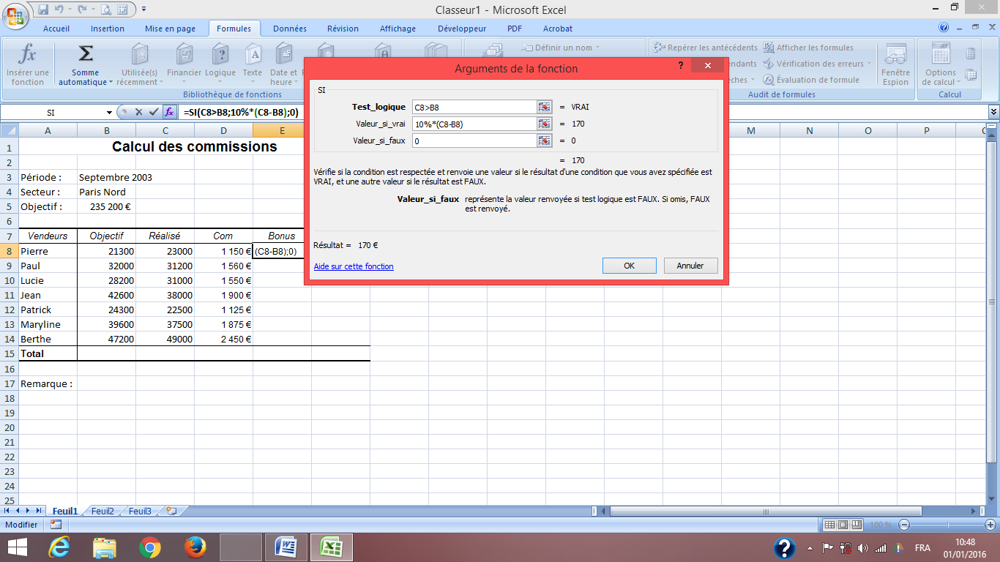 Classeur1 - Microsoft Excel
Accueil Insertion Mise en page Formules Données Révision Affichage Développeur PDF Acrobat
fx Σ ? A θ
Insérer une fonction
Somme automatique
Utilisée(s) récemment
Financier
Logique
Texte
Date et heure
Définir un nom
Repérer les antécédents
Afficher les formules
Vérification des erreurs
Évaluation de formule
Fenêtre Espion
Options de calcul
Bibliothèque de fonctions Audit de formules Calcul
SI fx =SI(C8>B8;10%*(C8-B8);0)
A B C D E M N O P
1 Calcul des commissions
2
3 Période : Septembre 2003
4 Secteur : Paris Nord
5 Objectif : 235 200 €
6
7 Vendeurs Objectif Réalisé Com Bonus
8 Pierre 21300 23000 1 150 € (C8-B8);0)
9 Paul 32000 31200 1 560 €
10 Lucie 28200 31000 1 550 €
11 Jean 42600 38000 1 900 €
12 Patrick 24300 22500 1 125 €
13 Maryline 39600 37500 1 875 €
14 Berthe 47200 49000 2 450 €
15 Total
16
17 Remarque :
18
19
20
21
22
23
24
25
Arguments de la fonction ?
SI
Test_logique C8>B8 = VRAI
Valeur_si_vrai 10%*(C8-B8) = 170
Valeur_si_faux 0 = 0
= 170
Vérifie si la condition est respectée et renvoie une valeur si le résultat d'une condition que vous avez spécifiée est
VRAI, et une autre valeur si le résultat est FAUX.
Valeur_si_faux représente la valeur renvoyée si test logique est FAUX. Si omis, FAUX
est renvoyé.
Résultat = 170 €
Aide sur cette fonction OK Annuler
Feuil1 Feuil2 Feuil3
Modifier 100 %
FRA 10:48
01/01/2016